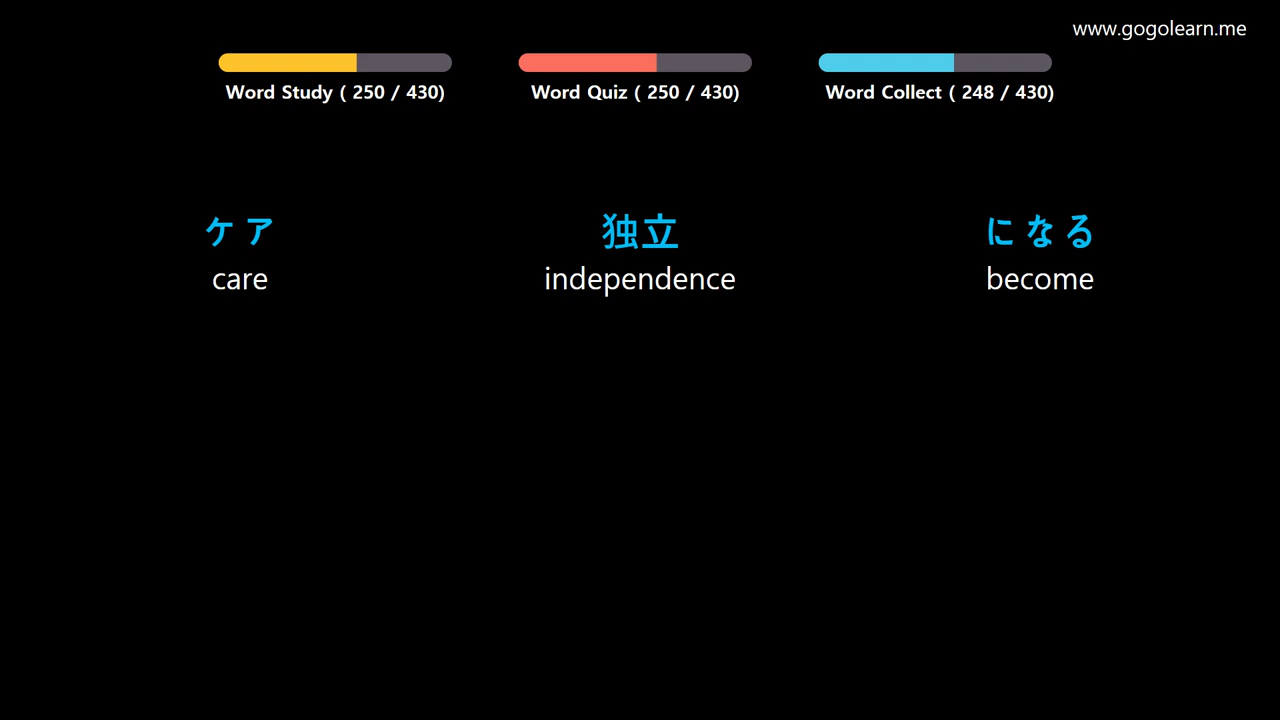 www.gogolearn.me
Word Study ( 250 / 430)
Word Quiz ( 250 / 430)
Word Collect ( 248 / 430)
ケア
care
独立
independence
になる
become